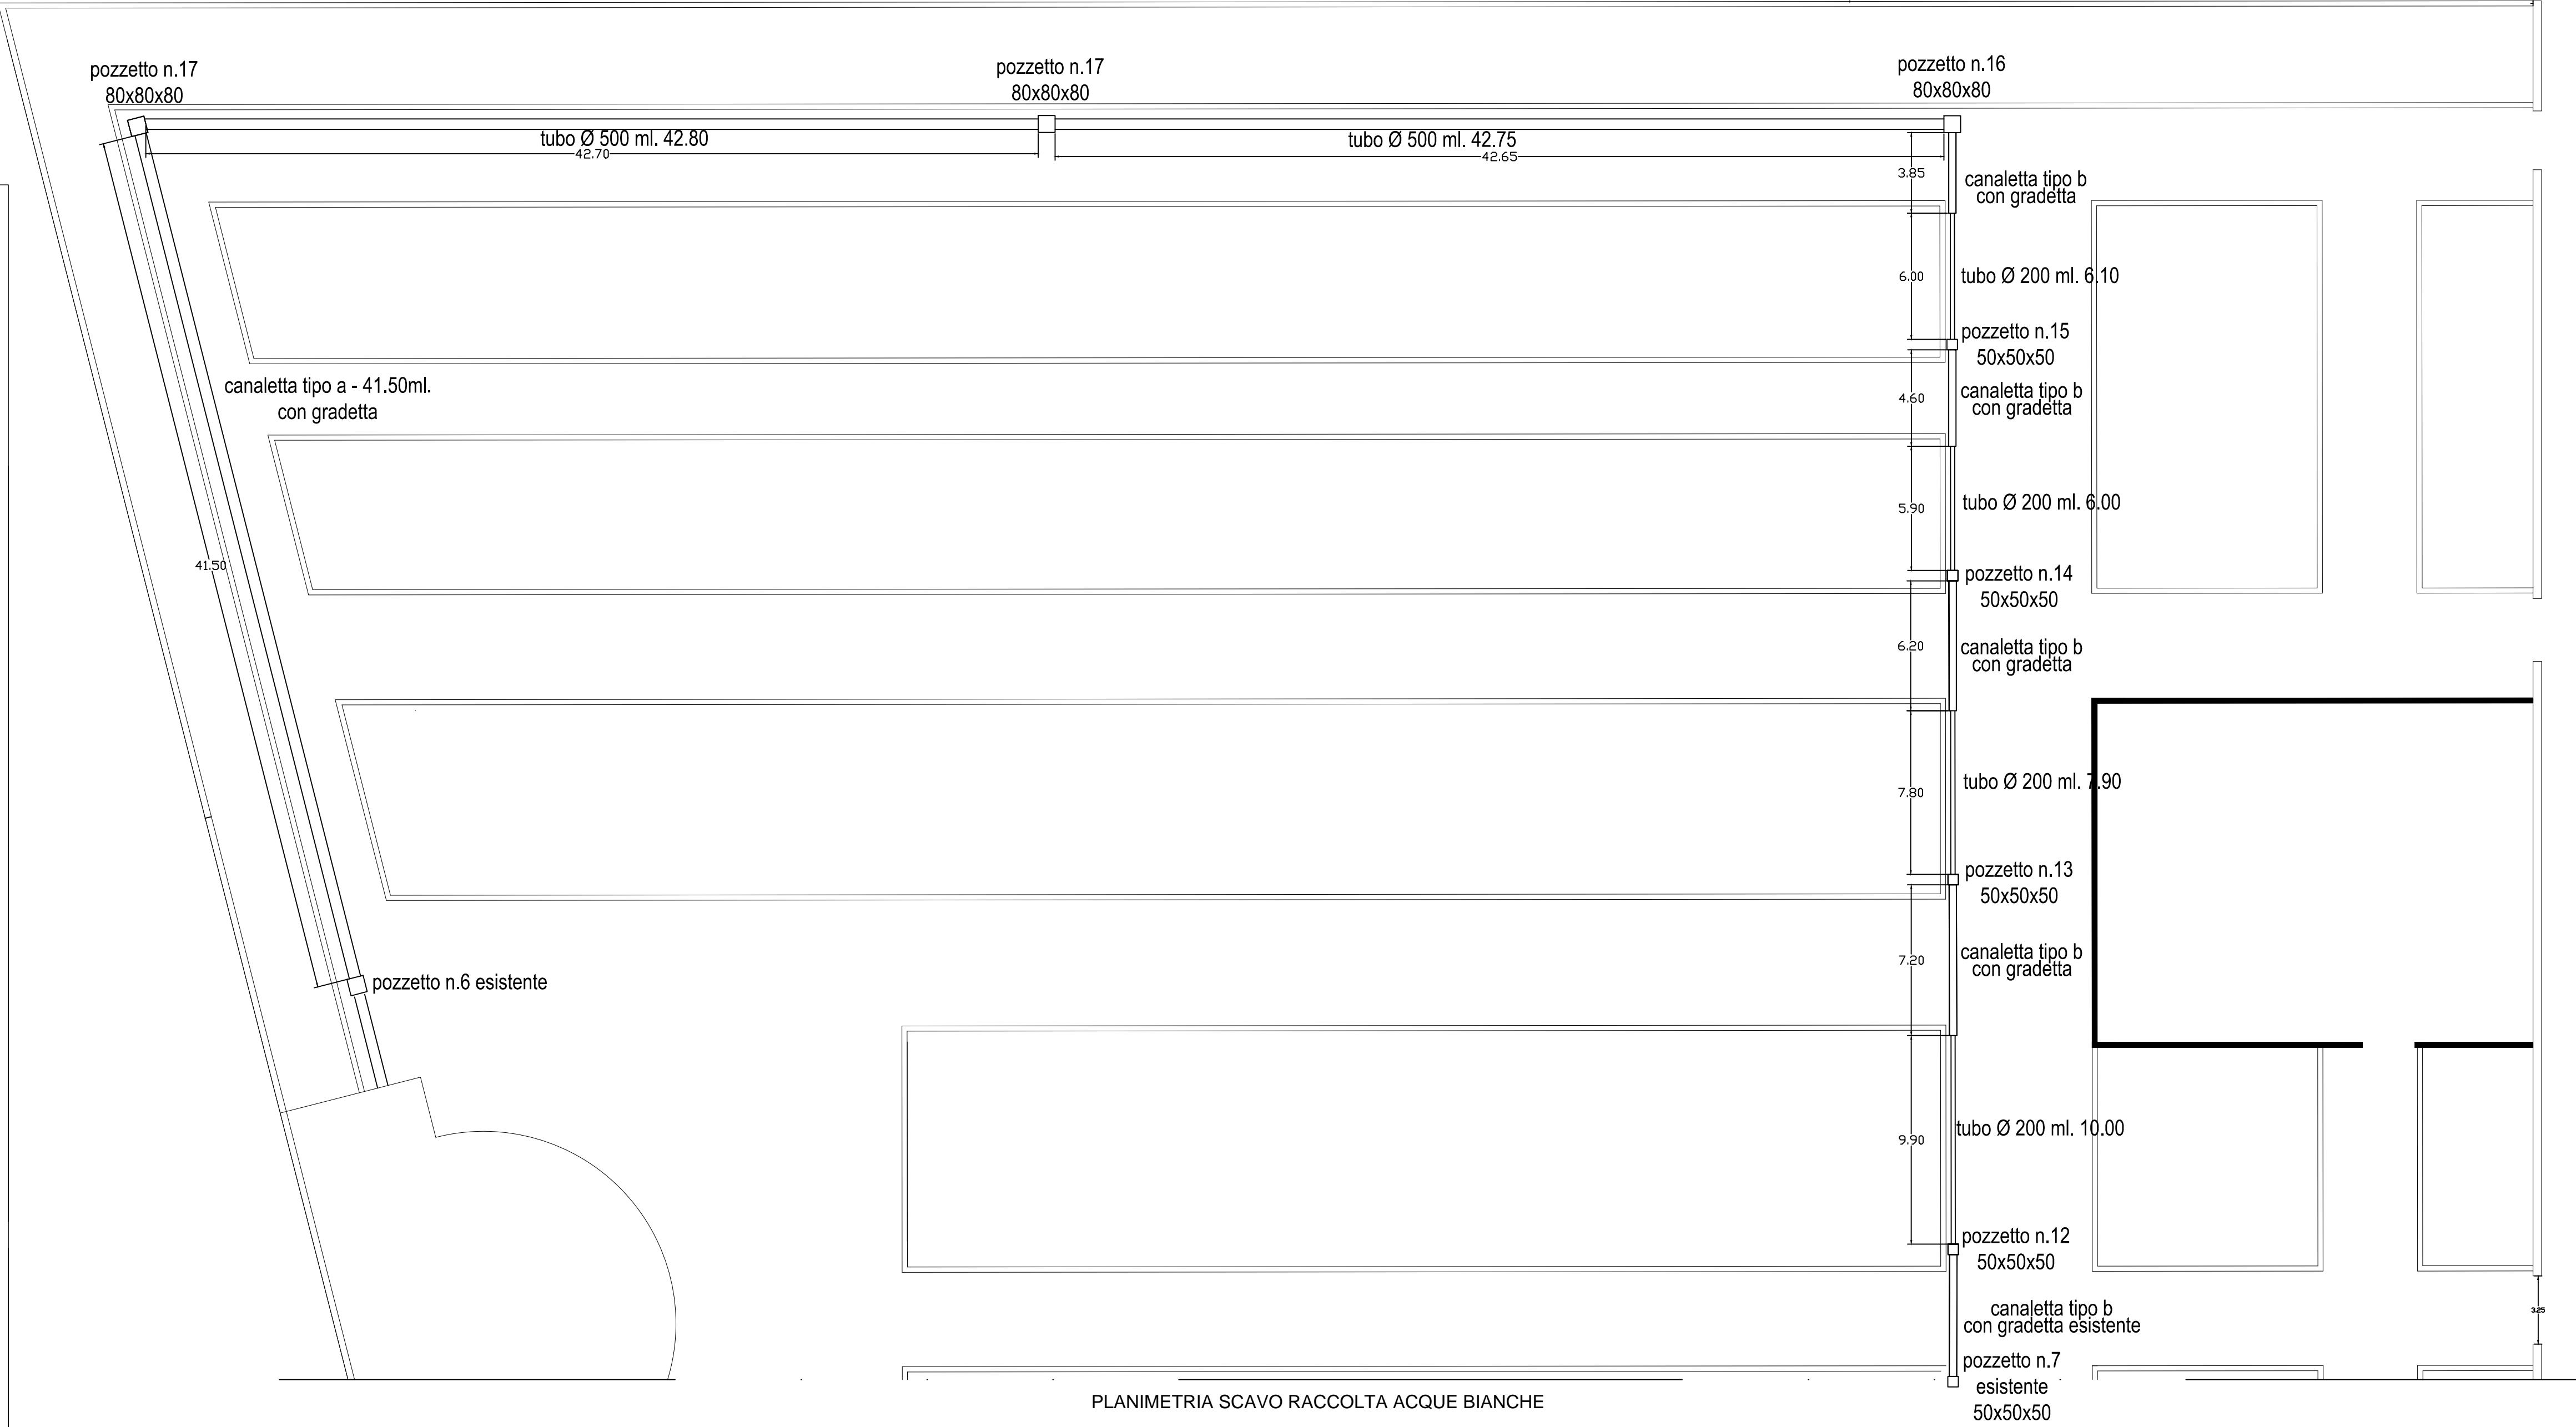 pozzetto n.17
80x80x80
pozzetto n.17
80x80x80
pozzetto n.16
80x80x80
tubo Ø 500 ml. 42.80
42.70
tubo Ø 500 ml. 42.75
42.65
3.85
canaletta tipo b
con gradetta
6.00
tubo Ø 200 ml. 6.10
pozzetto n.15
50x50x50
canaletta tipo a - 41.50ml.
con gradetta
4.60
canaletta tipo b
con gradetta
5.90
tubo Ø 200 ml. 6.00
41.50
pozzetto n.14
50x50x50
6.20
canaletta tipo b
con gradetta
7.80
tubo Ø 200 ml. 7.90
pozzetto n.13
50x50x50
7.20
canaletta tipo b
con gradetta
pozzetto n.6 esistente
9.90
tubo Ø 200 ml. 10.00
pozzetto n.12
50x50x50
canaletta tipo b
con gradetta esistente
3.25
pozzetto n.7
esistente
50x50x50
PLANIMETRIA SCAVO RACCOLTA ACQUE BIANCHE